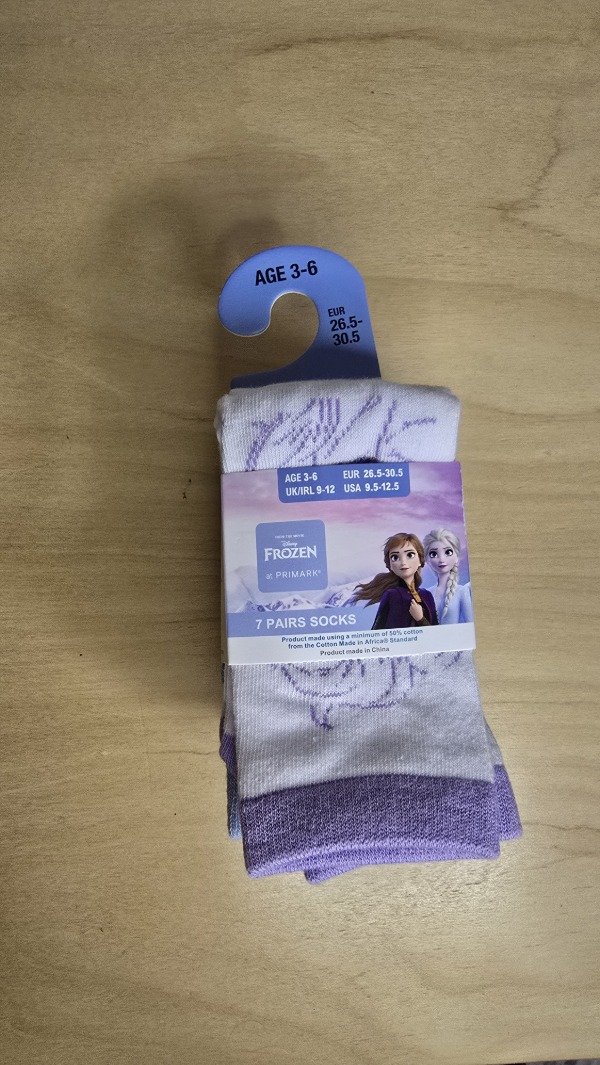 AGE 3-6
EUR
26.5-
30.5
AGE 3-6 EUR 26.5-30.5
UK/IRL 9-12 USA 9.5-12.5
Disney
FROZEN
at PRIMARK®
7 PAIRS SOCKS
Product made using a minimum of 50% cotton
from the Cotton Made in Africa® Standard
Product made in China